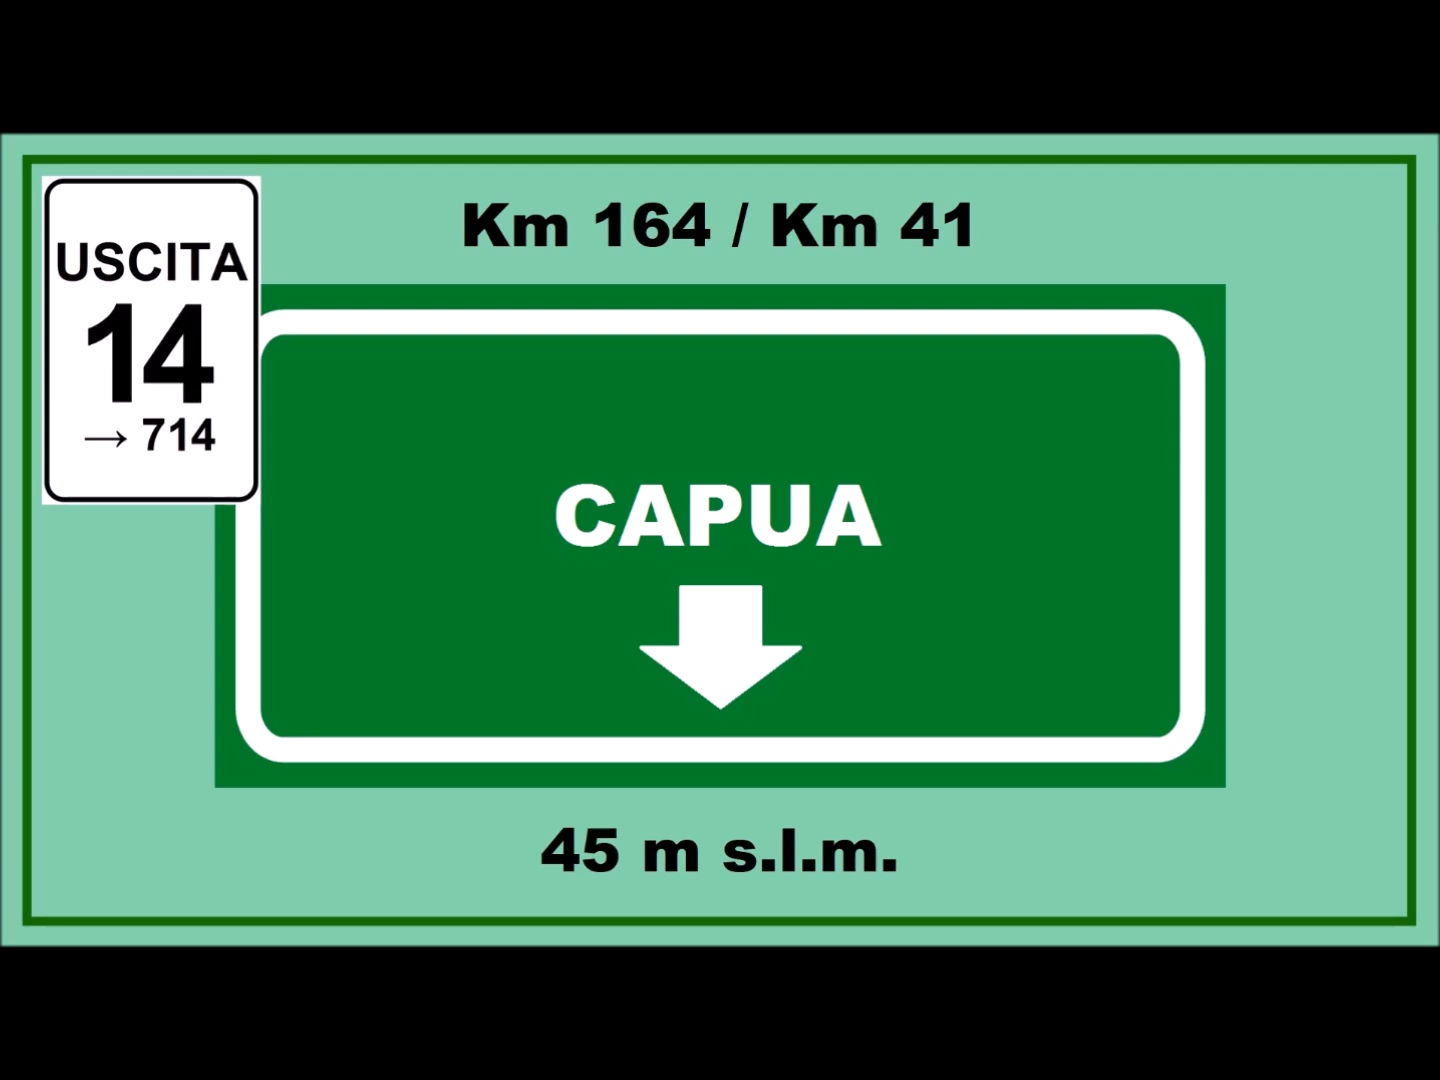 Km 164 / Km 41
USCITA
14
→ 714
CAPUA
45 m s.l.m.